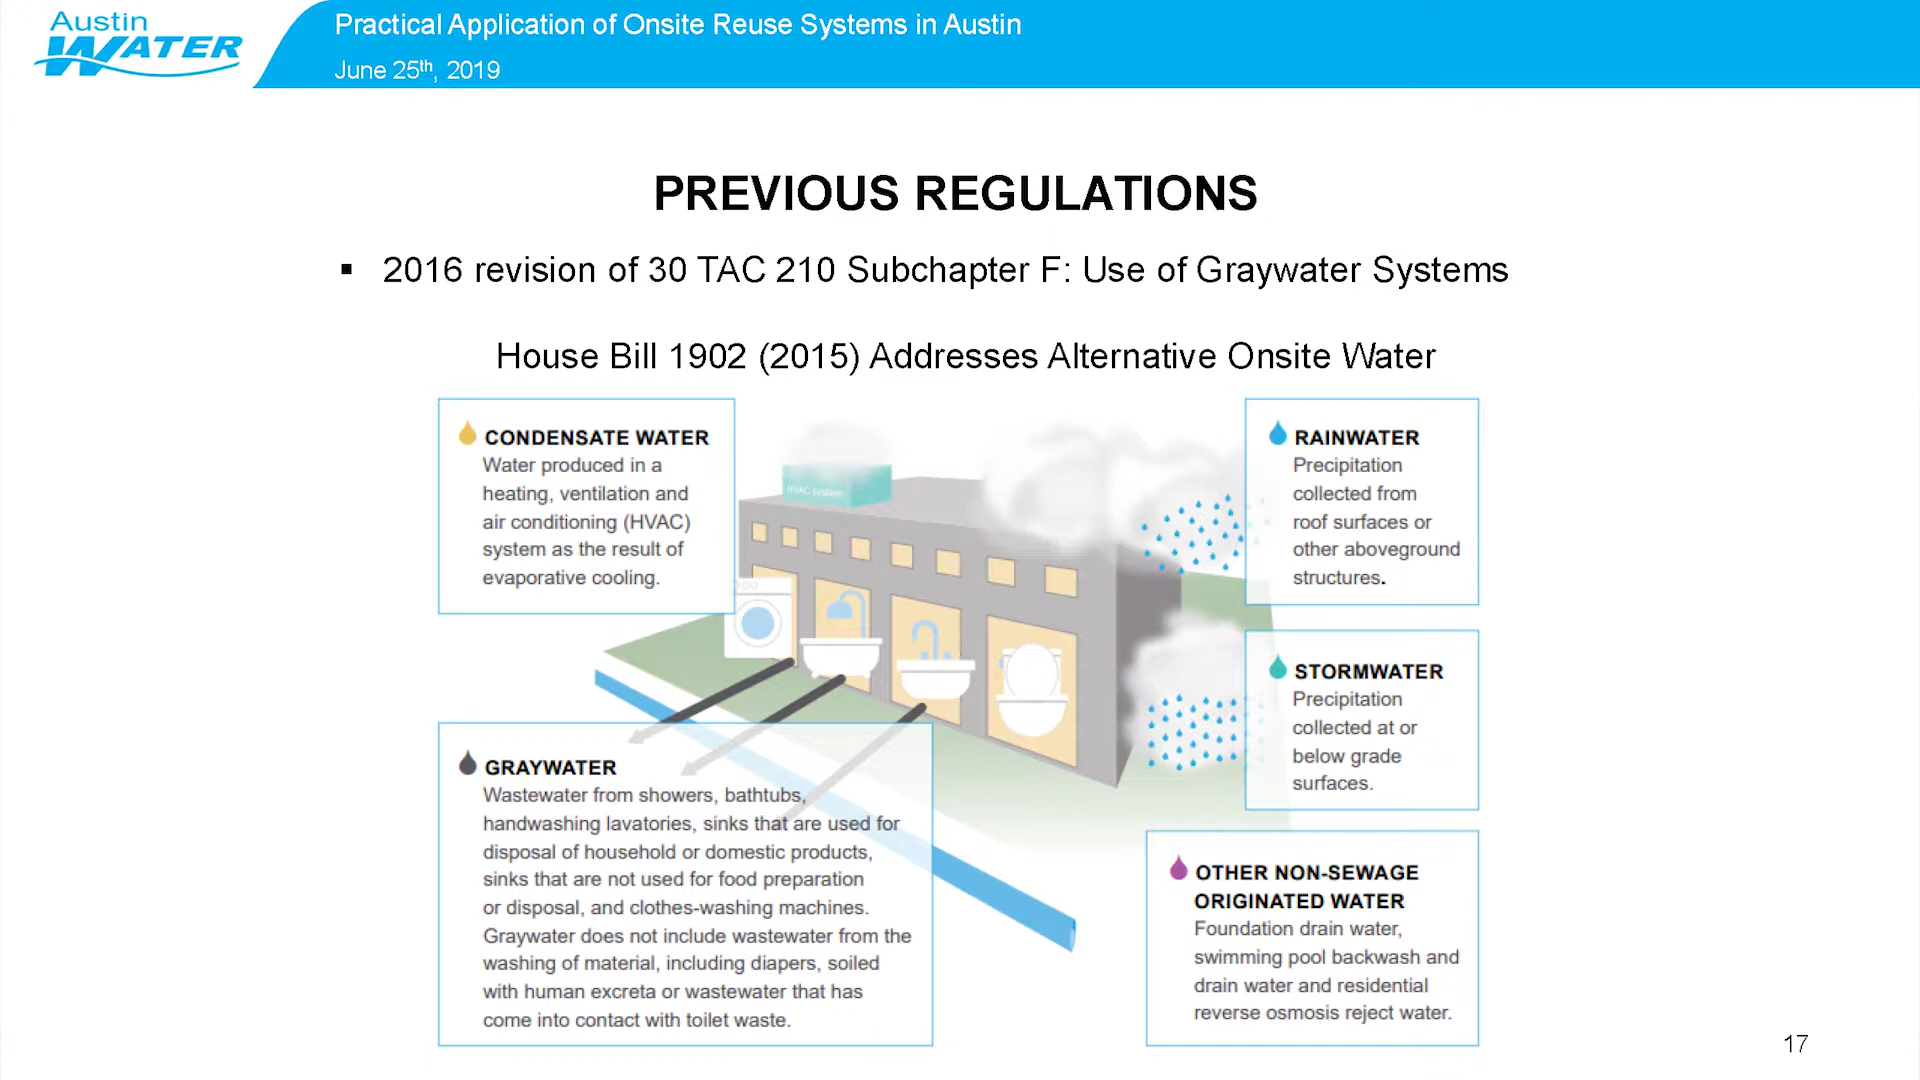 Austin
WATER
Practical Application of Onsite Reuse Systems in Austin
June 25th, 2019
PREVIOUS REGULATIONS
▪ 2016 revision of 30 TAC 210 Subchapter F: Use of Graywater Systems
House Bill 1902 (2015) Addresses Alternative Onsite Water
CONDENSATE WATER
Water produced in a
heating, ventilation and
air conditioning (HVAC)
system as the result of
evaporative cooling.
HVAC system
RAINWATER
Precipitation
collected from
roof surfaces or
other aboveground
structures.
STORMWATER
Precipitation
collected at or
below grade
surfaces.
GRAYWATER
Wastewater from showers, bathtubs,
handwashing lavatories, sinks that are used for
disposal of household or domestic products,
sinks that are not used for food preparation
or disposal, and clothes-washing machines.
Graywater does not include wastewater from the
washing of material, including diapers, soiled
with human excreta or wastewater that has
come into contact with toilet waste.
OTHER NON-SEWAGE
ORIGINATED WATER
Foundation drain water,
swimming pool backwash and
drain water and residential
reverse osmosis reject water.
17